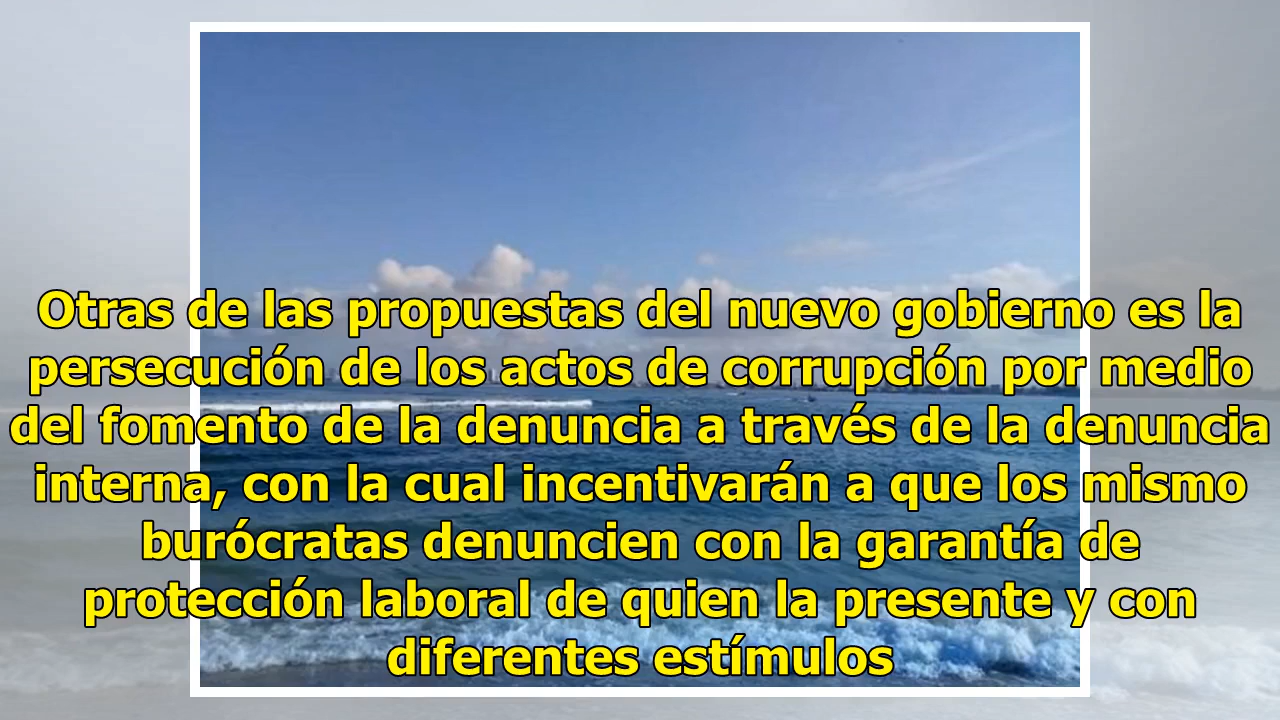 Otras de las propuestas del nuevo gobierno es la
persecución de los actos de corrupción por medio
del fomento de la denuncia a través de la denuncia
interna, con la cual incentivarán a que los mismo
burócratas denuncien con la garantía de
protección laboral de quien la presente y con
diferentes estímulos